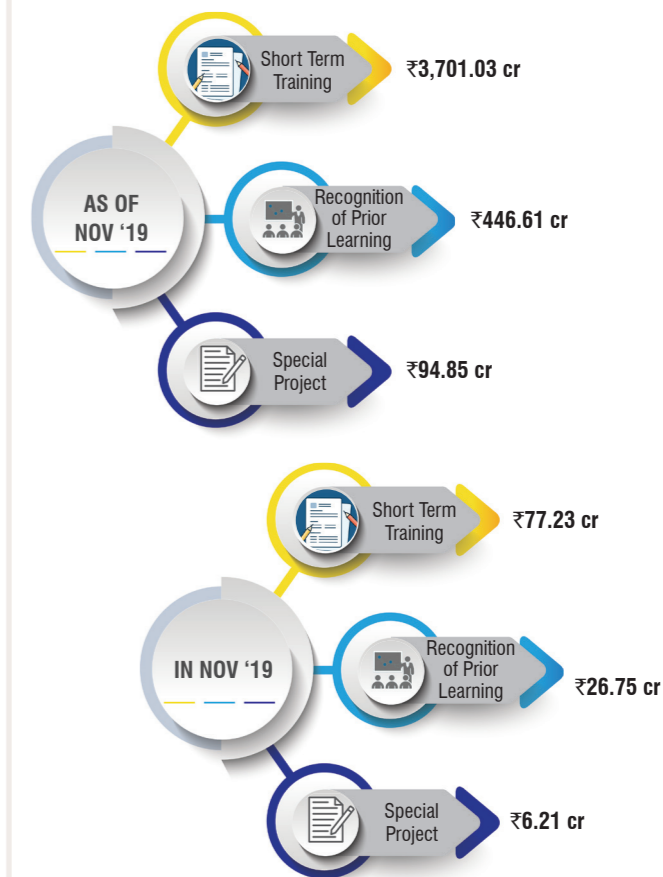 Short Term
Training
₹3,701.03 cr
AS OF
NOV ‘19
Recognition
of Prior
Learning
₹446.61 cr
Special
Project
₹94.85 cr
Short Term
Training
₹77.23 cr
IN NOV ‘19
Recognition
of Prior
Learning
₹26.75 cr
Special
Project
₹6.21 cr